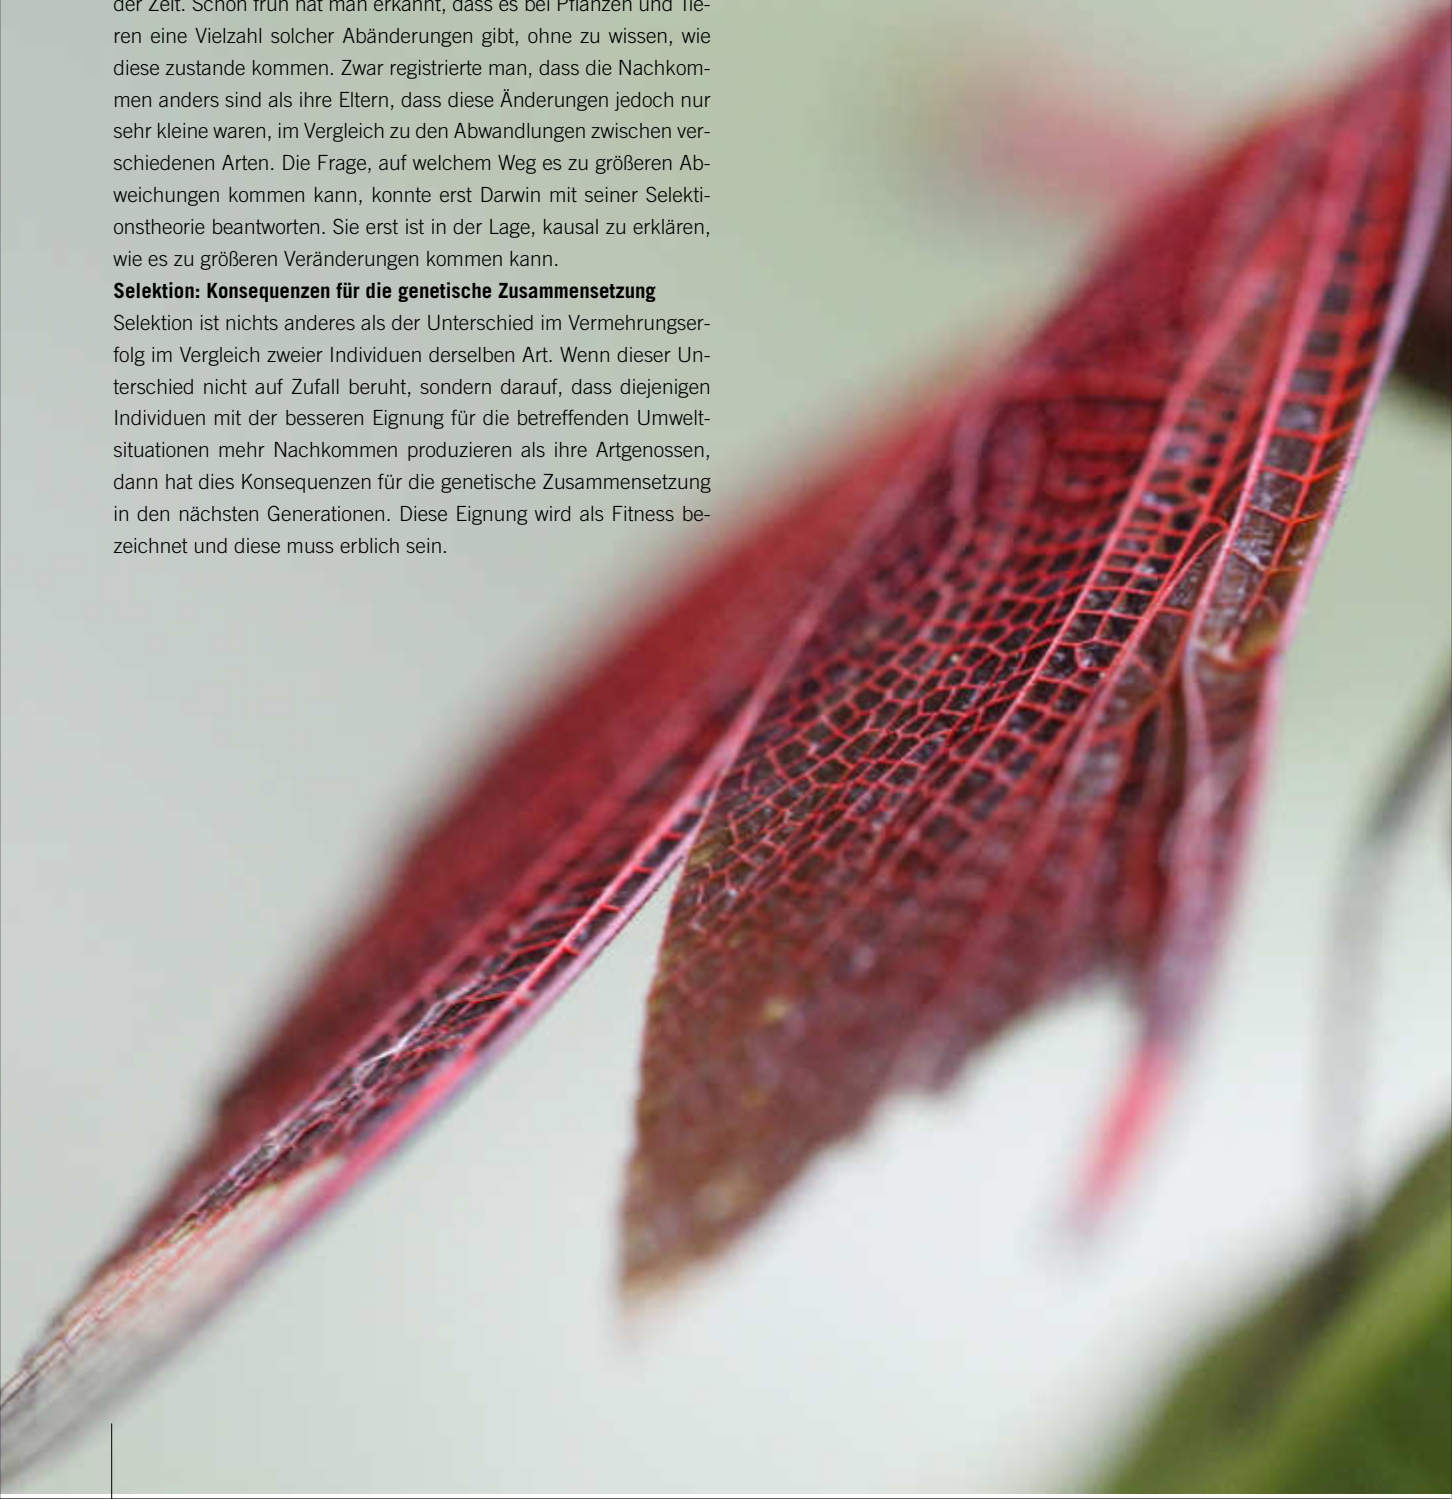 der Zeit. Schon früh hat man erkannt, dass es bei Pflanzen und Tie-
ren eine Vielzahl solcher Abänderungen gibt, ohne zu wissen, wie
diese zustande kommen. Zwar registrierte man, dass die Nachkom-
men anders sind als ihre Eltern, dass diese Änderungen jedoch nur
sehr kleine waren, im Vergleich zu den Abwandlungen zwischen ver-
schiedenen Arten. Die Frage, auf welchem Weg es zu größeren Ab-
weichungen kommen kann, konnte erst Darwin mit seiner Selekti-
onstheorie beantworten. Sie erst ist in der Lage, kausal zu erklären,
wie es zu größeren Veränderungen kommen kann.
Selektion: Konsequenzen für die genetische Zusammensetzung
Selektion ist nichts anderes als der Unterschied im Vermehrungser-
folg im Vergleich zweier Individuen derselben Art. Wenn dieser Un-
terschied nicht auf Zufall beruht, sondern darauf, dass diejenigen
Individuen mit der besseren Eignung für die betreffenden Umwelt-
situationen mehr Nachkommen produzieren als ihre Artgenossen,
dann hat dies Konsequenzen für die genetische Zusammensetzung
in den nächsten Generationen. Diese Eignung wird als Fitness be-
zeichnet und diese muss erblich sein.